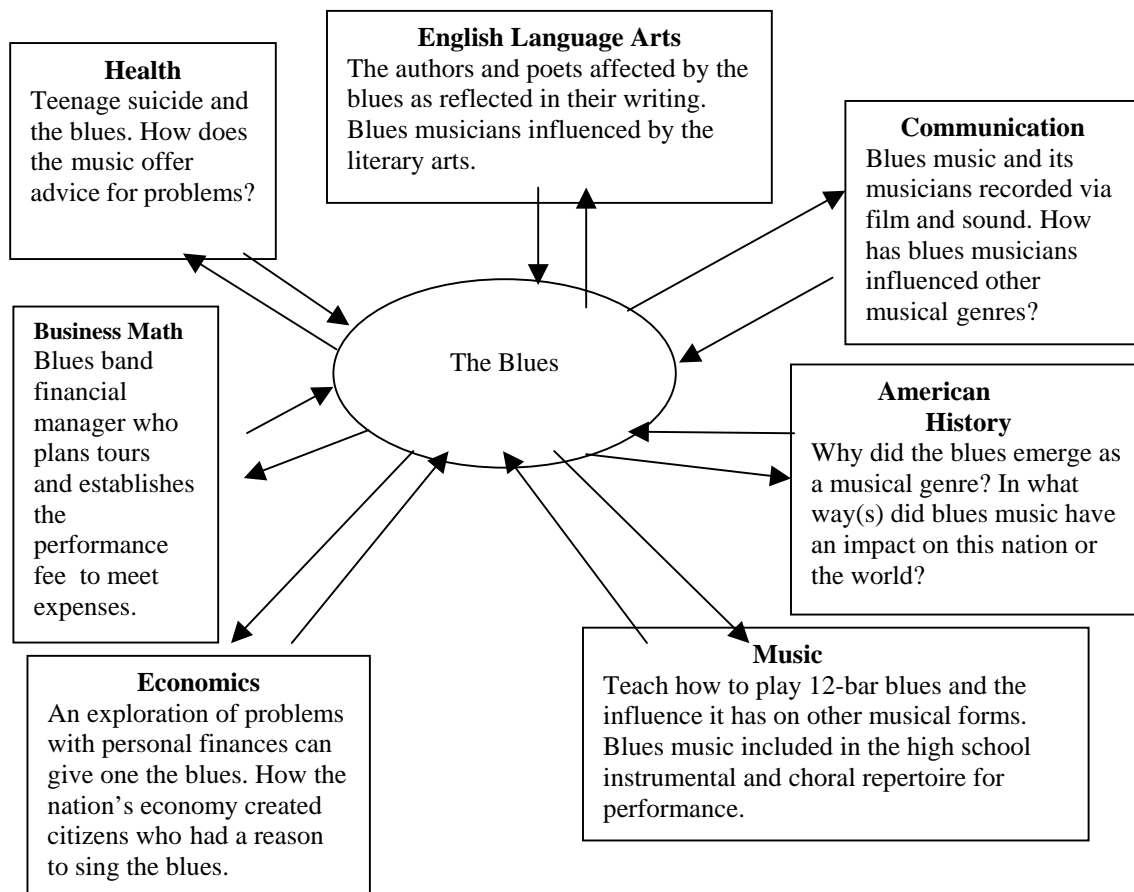 English Language Arts
The authors and poets affected by the
blues as reflected in their writing.
Blues musicians influenced by the
literary arts.
Health
Teenage suicide and
the blues. How does
the music offer
advice for problems?
Communication
Blues music and its
musicians recorded via
film and sound. How
has blues musicians
influenced other
musical genres?
Business Math
Blues band
financial
manager who
plans tours
and establishes
the
performance
fee to meet
expenses.
The Blues
American
History
Why did the blues emerge as
a musical genre? In what
way(s) did blues music have
an impact on this nation or
the world?
Economics
An exploration of problems
with personal finances can
give one the blues. How the
nation's economy created
citizens who had a reason
to sing the blues.
Music
Teach how to play 12-bar blues and the
influence it has on other musical forms.
Blues music included in the high school
instrumental and choral repertoire for
performance.